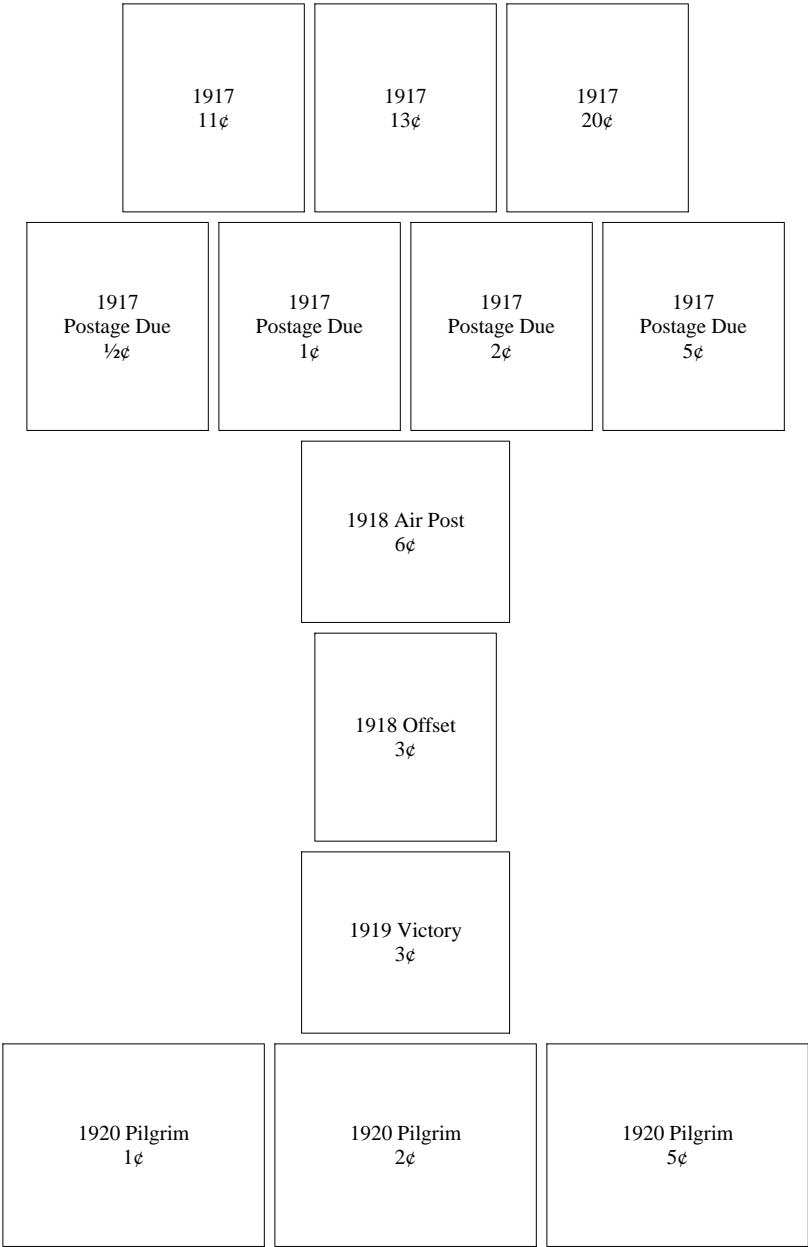 1917
11¢
1917
13¢
1917
20¢
1917
Postage Due
½¢
1917
Postage Due
1¢
1917
Postage Due
2¢
1917
Postage Due
5¢
1918 Air Post
6¢
1918 Offset
3¢
1919 Victory
3¢
1920 Pilgrim
1¢
1920 Pilgrim
2¢
1920 Pilgrim
5¢